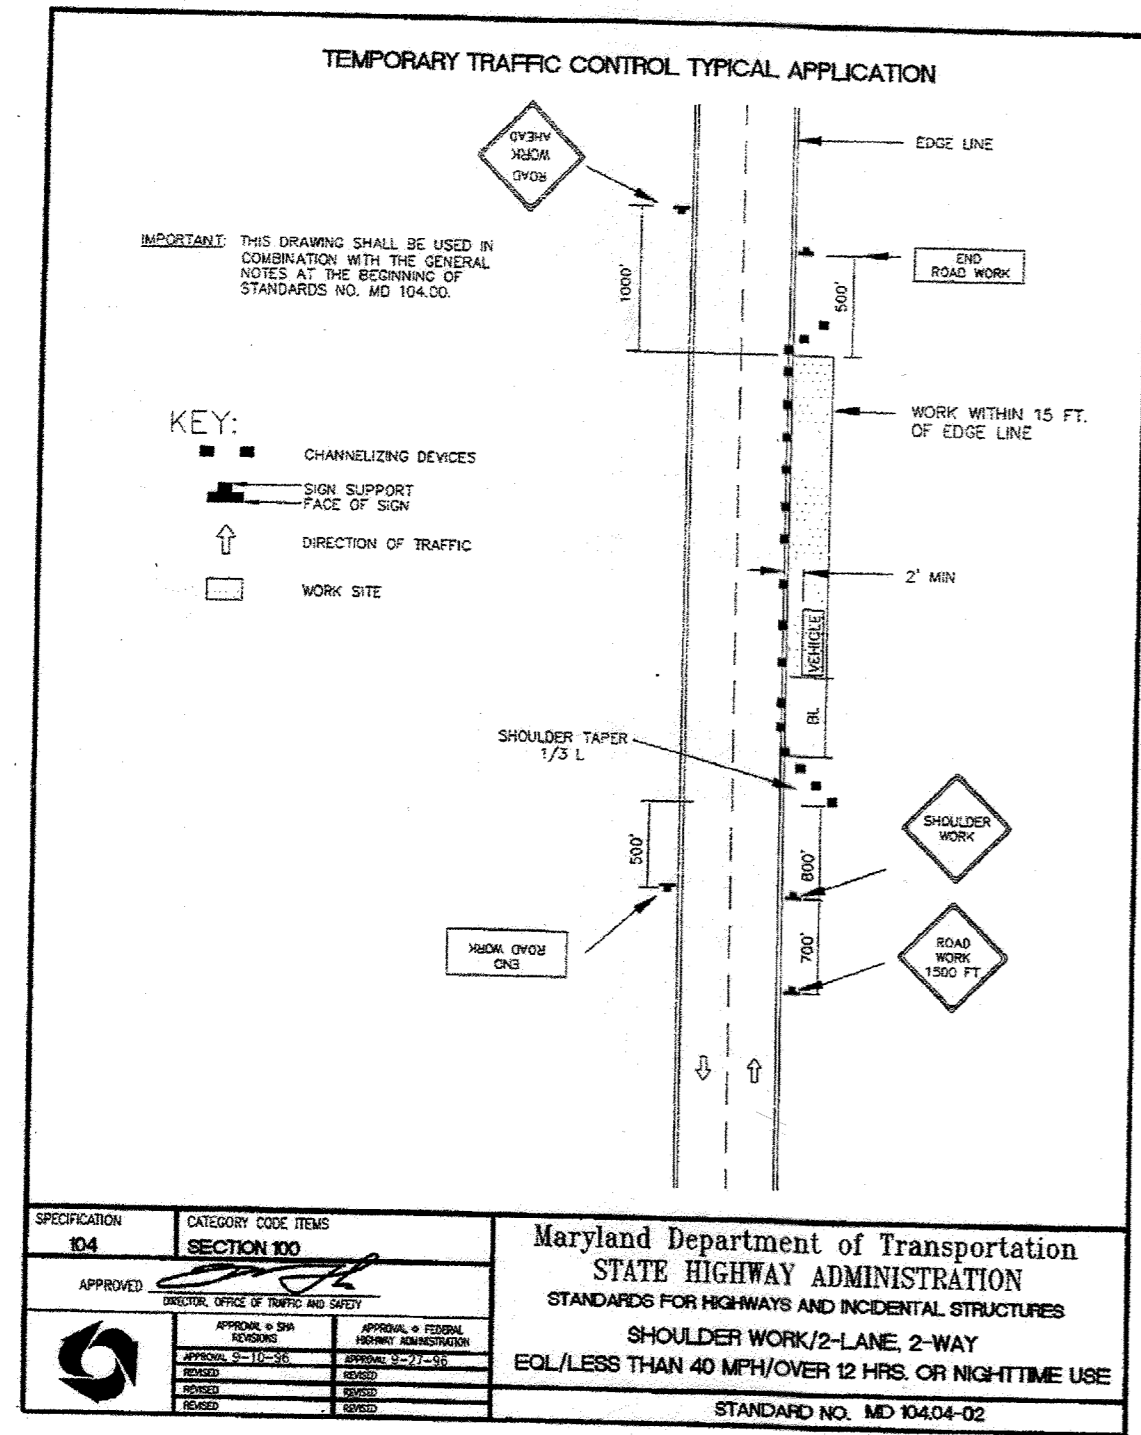 TEMPORARY TRAFFIC CONTROL TYPICAL APPLICATION
ROAD
WORK
AHEAD
EDGE LINE
IMPORTANT: THIS DRAWING SHALL BE USED IN
COMBINATION WITH THE GENERAL
NOTES AT THE BEGINNING OF
STANDARDS NO. MD 104.00.
1000'
END
ROAD WORK
500'
KEY:
CHANNELIZING DEVICES
SIGN SUPPORT
FACE OF SIGN
DIRECTION OF TRAFFIC
WORK SITE
WORK WITHIN 15 FT.
OF EDGE LINE
2' MIN
VEHICLE
BL
SHOULDER TAPER
1/3 L
SHOULDER
WORK
500'
800'
END
ROAD WORK
700'
ROAD
WORK
1500 FT
SPECIFICATION
104
CATEGORY CODE ITEMS
SECTION 100
APPROVED
DIRECTOR, OFFICE OF TRAFFIC AND SAFETY
APPROVAL • SHA
REVISIONS
APPROVAL • FEDERAL
HIGHWAY ADMINISTRATION
APPROVAL 9-10-96
APPROVAL 9-27-96
REVISED
REVISED
REVISED
REVISED
REVISED
REVISED
Maryland Department of Transportation
STATE HIGHWAY ADMINISTRATION
STANDARDS FOR HIGHWAYS AND INCIDENTAL STRUCTURES
SHOULDER WORK/2-LANE, 2-WAY
EOL/LESS THAN 40 MPH/OVER 12 HRS. OR NIGHTTIME USE
STANDARD NO. MD 104.04-02